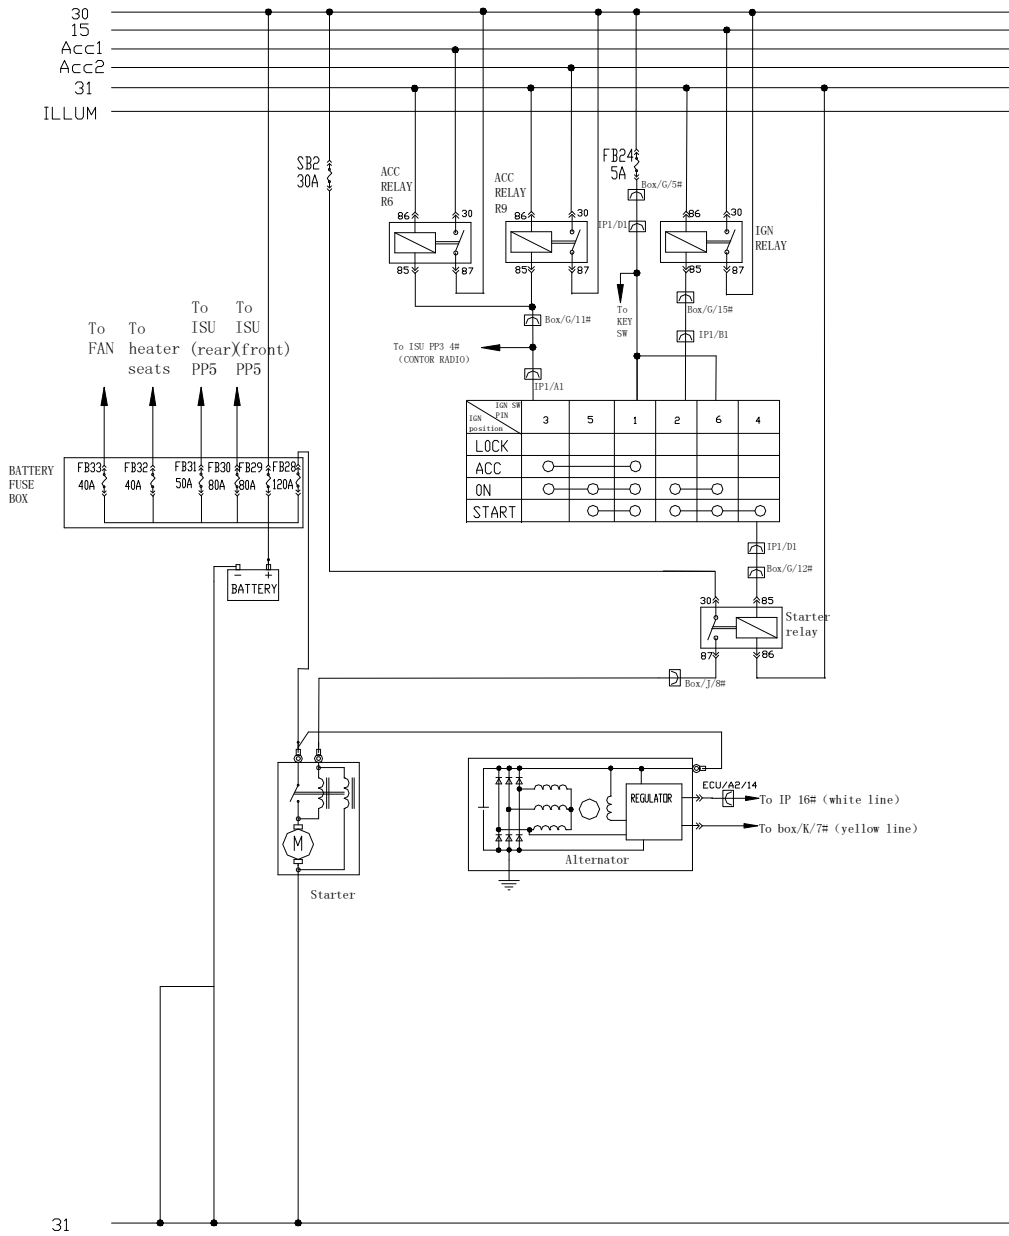 30
15
Acc1
Acc2
31
ILLUM
SB2
30A
ACC
RELAY
R6
86
30
85
87
ACC
RELAY
R9
86
30
85
87
FB24
5A
Box/G/5#
IP1/D1
86
30
85
87
IGN
RELAY
To
KEY
SW
Box/G/15#
IP1/B1
Box/G/11#
To ISU PP3 4#
(CONTOR RADIO)
IP1/A1
To
FAN
To
heater
seats
To
ISU
(rear)
PP5
To
ISU
(front)
PP5
BATTERY
FUSE
BOX
FB33
40A
FB32
40A
FB31
50A
FB30
80A
FB29
80A
FB28
120A
- +
BATTERY
IGN SW
PIN
IGN
position
3 5 1 2 6 4
LOCK
ACC
ON
START
IP1/D1
Box/G/12#
30
85
Starter
relay
87
86
Box/J/8#
M
Starter
REGULATOR
Alternator
ECU/A2/14
To IP 16# (white line)
To box/K/7# (yellow line)
31